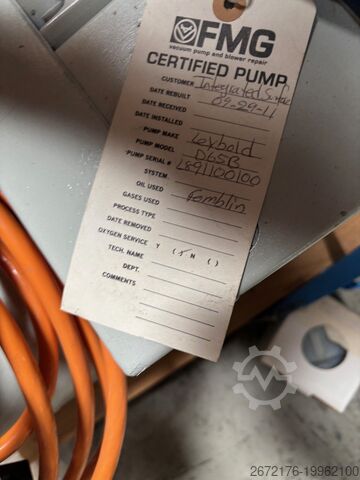 FMG
vacuum pump and blower repair
CERTIFIED PUMP
CUSTOMER Integrated S.
DATE REBUILT 09-29-11
DATE RECEIVED
DATE INSTALLED
PUMP MAKE Leybold
PUMP MODEL D65B
PUMP SERIAL # L891100100
SYSTEM
OIL USED Fomblin
GASES USED
PROCESS TYPE
DATE REMOVED
OXYGEN SERVICE Y ( ) N ( )
TECH. NAME
DEPT.
COMMENTS
2672176-19962100